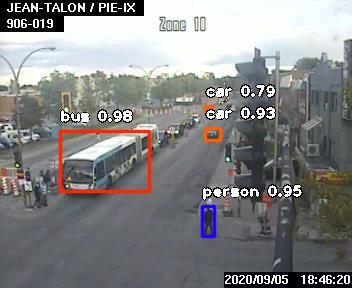 JEAN-TALON / PIE-IX
906-019
Zone 10
car 0.79
car 0.93
bus 0.98
person 0.95
2020/09/05 18:46:20